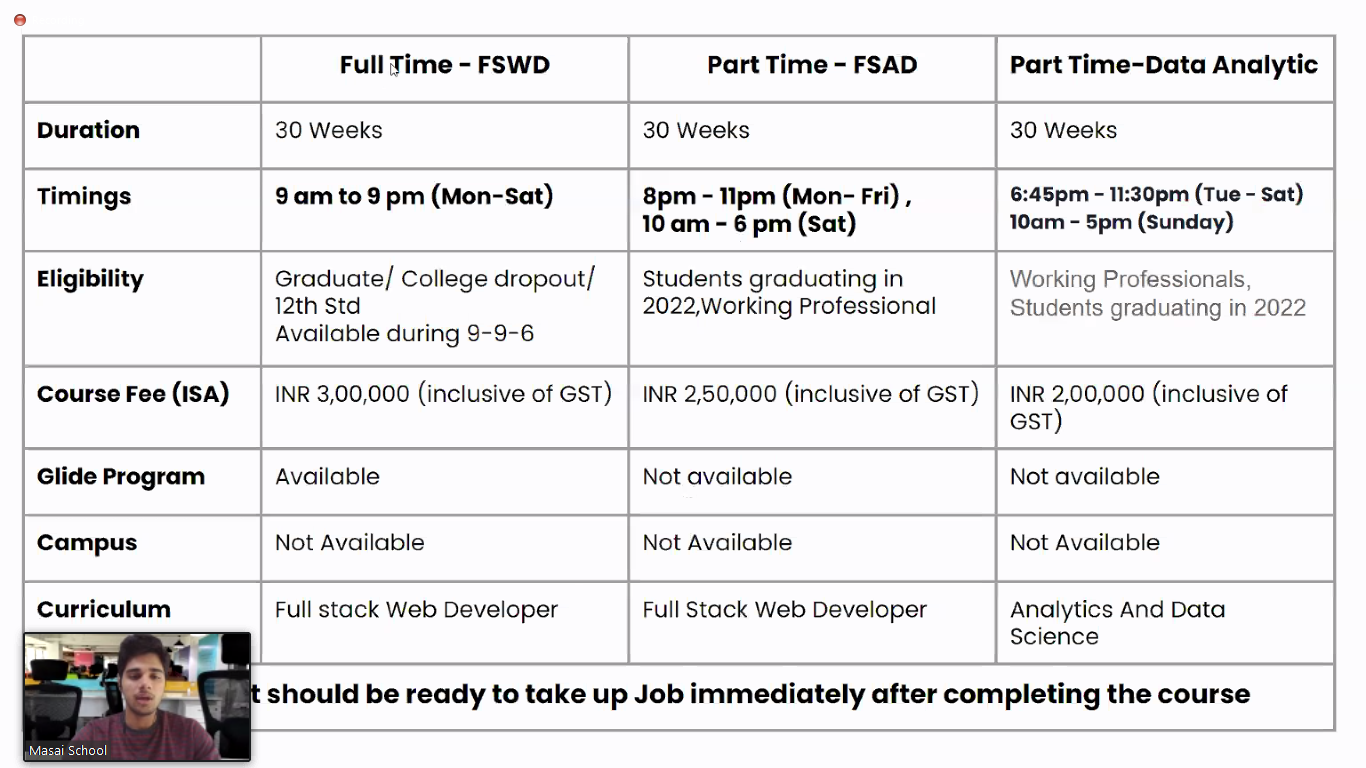 Full Time - FSWD
Part Time - FSAD
Part Time-Data Analytic
Duration
30 Weeks
30 Weeks
30 Weeks
Timings
9 am to 9 pm (Mon-Sat)
8pm - 11pm (Mon- Fri) ,
10 am - 6 pm (Sat)
6:45pm - 11:30pm (Tue - Sat)
10am - 5pm (Sunday)
Eligibility
Graduate/ College dropout/
12th Std
Available during 9-9-6
Students graduating in
2022,Working Professional
Working Professionals,
Students graduating in 2022
Course Fee (ISA)
INR 3,00,000 (inclusive of GST)
INR 2,50,000 (inclusive of GST)
INR 2,00,000 (inclusive of
GST)
Glide Program
Available
Not available
Not available
Campus
Not Available
Not Available
Not Available
Curriculum
Full stack Web Developer
Full Stack Web Developer
Analytics And Data
Science
should be ready to take up Job immediately after completing the course
Masai School